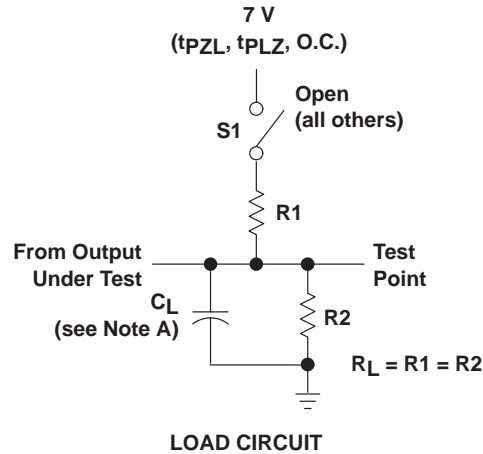 7 V
(tPZL, tPLZ, O.C.)
Open
(all others)
S1
R1
From Output
Under Test
Test
Point
CL
(see Note A)
R2
RL = R1 = R2
LOAD CIRCUIT